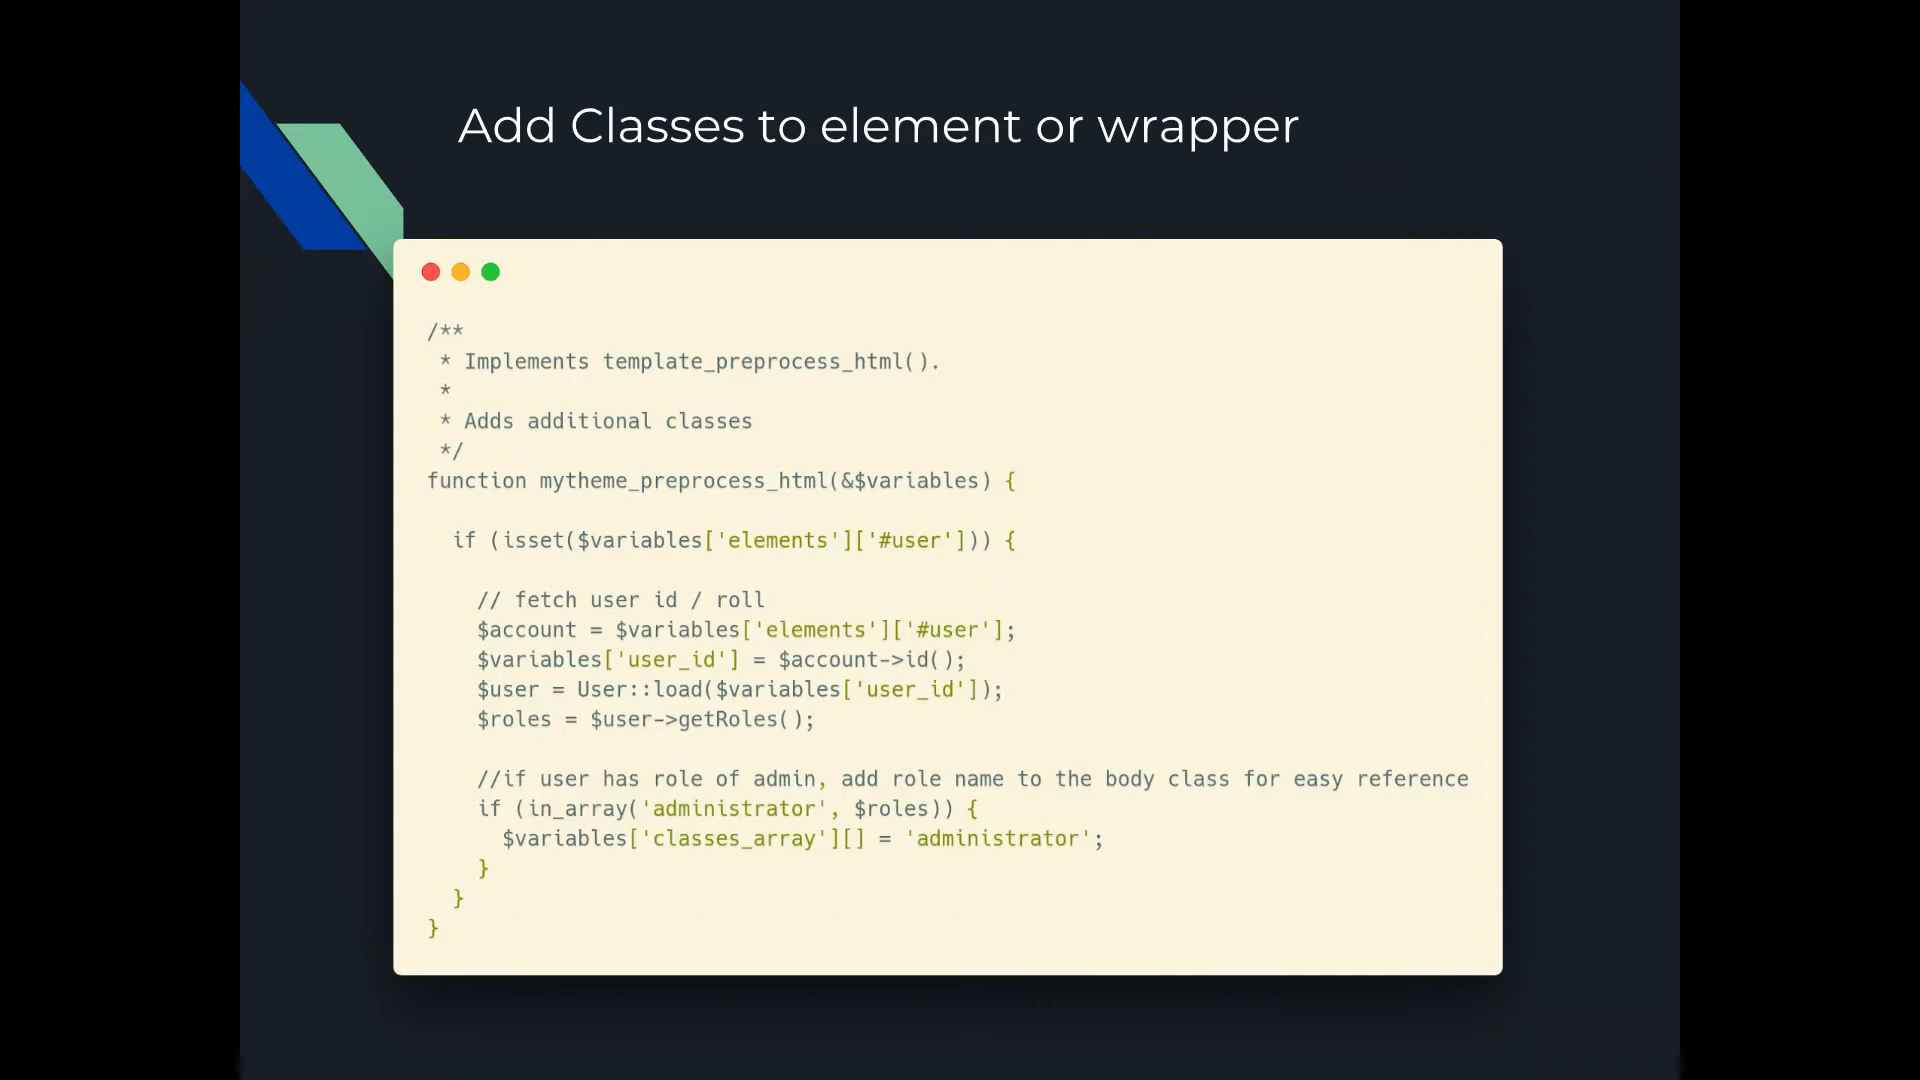 Add Classes to element or wrapper
/**
 * Implements template_preprocess_html().
 *
 * Adds additional classes
 */
function mytheme_preprocess_html(&$variables) {
  if (isset($variables['elements']['#user'])) {
    // fetch user id / roll
    $account = $variables['elements']['#user'];
    $variables['user_id'] = $account->id();
    $user = User::load($variables['user_id']);
    $roles = $user->getRoles();
    //if user has role of admin, add role name to the body class for easy reference
    if (in_array('administrator', $roles)) {
      $variables['classes_array'][] = 'administrator';
    }
  }
}